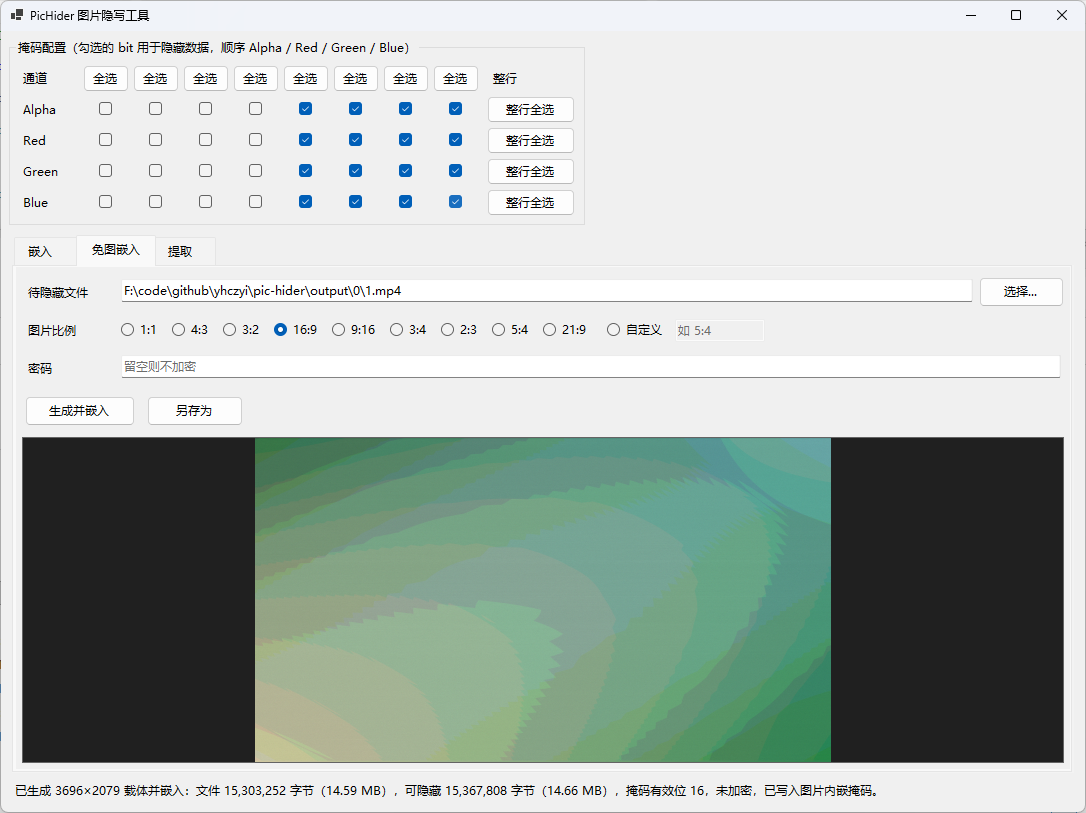 PicHider 图片隐写工具
掩码配置（勾选的 bit 用于隐藏数据，顺序 Alpha / Red / Green / Blue）
通道 全选 全选 全选 全选 全选 全选 全选 全选 整行
Alpha 整行全选
Red 整行全选
Green 整行全选
Blue 整行全选
嵌入 免图嵌入 提取
待隐藏文件 F:\code\github\yhczyi\pic-hider\output\0\1.mp4 选择...
图片比例 1:1 4:3 3:2 16:9 9:16 3:4 2:3 5:4 21:9 自定义 如 5:4
密码 留空则不加密
生成并嵌入 另存为
已生成 3696×2079 载体并嵌入：文件 15,303,252 字节（14.59 MB），可隐藏 15,367,808 字节（14.66 MB），掩码有效位 16，未加密，已写入图片内嵌掩码。